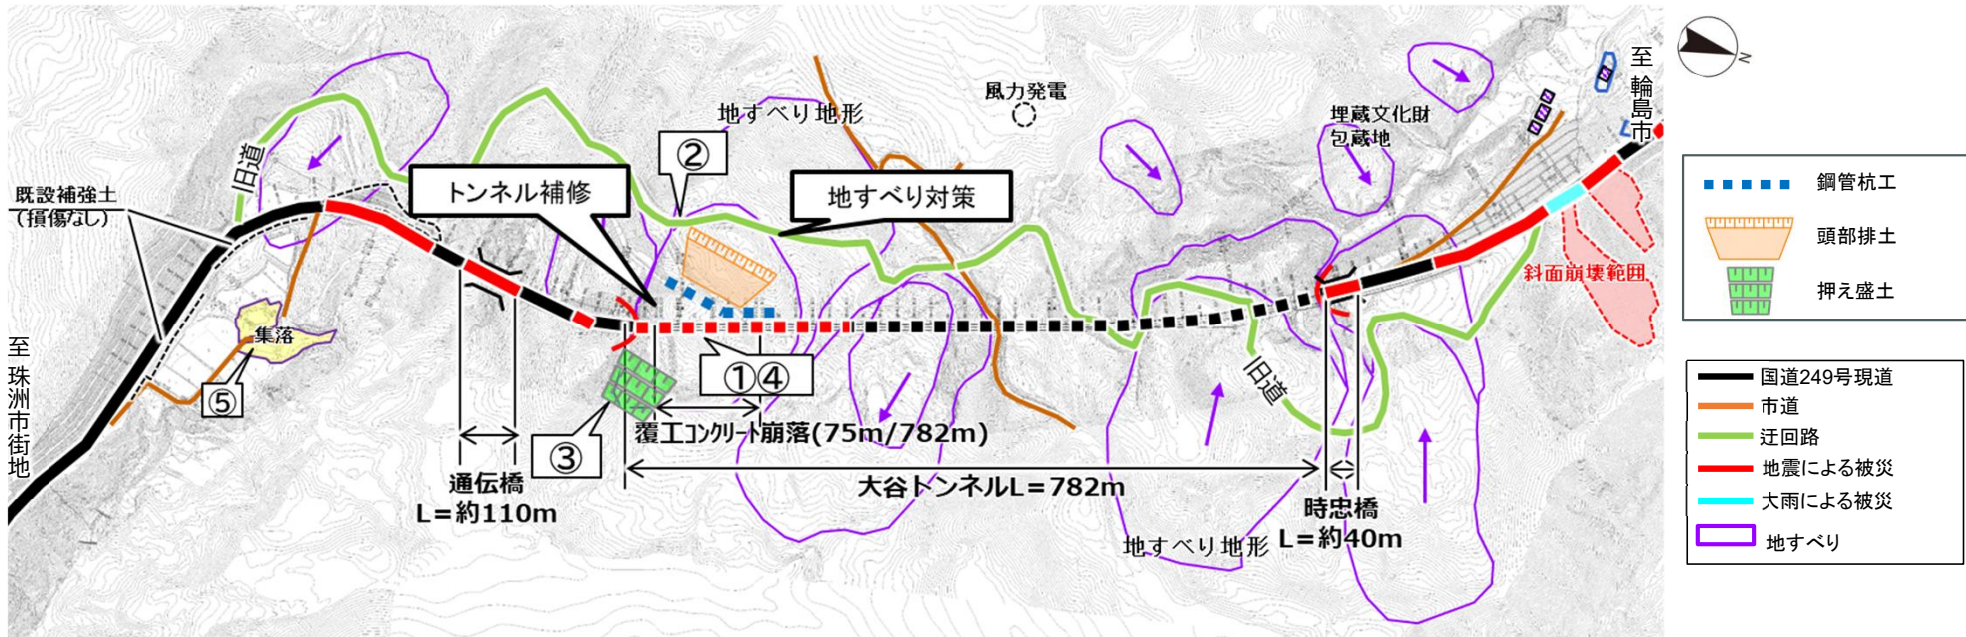 至 珠洲市街地
既設補強土
(損傷なし)
旧道
集落
⑤
トンネル補修
②
地すべり地形
地すべり対策
風力発電
埋蔵文化財
包蔵地
至 輪島市
斜面崩壊範囲
①④
③
覆工コンクリート崩落(75m/782m)
通伝橋
L=約110m
大谷トンネルL=782m
旧道
時忠橋
L=約40m
地すべり地形
N
鋼管杭工
頭部排土
押え盛土
国道249号現道
市道
迂回路
地震による被災
大雨による被災
地すべり